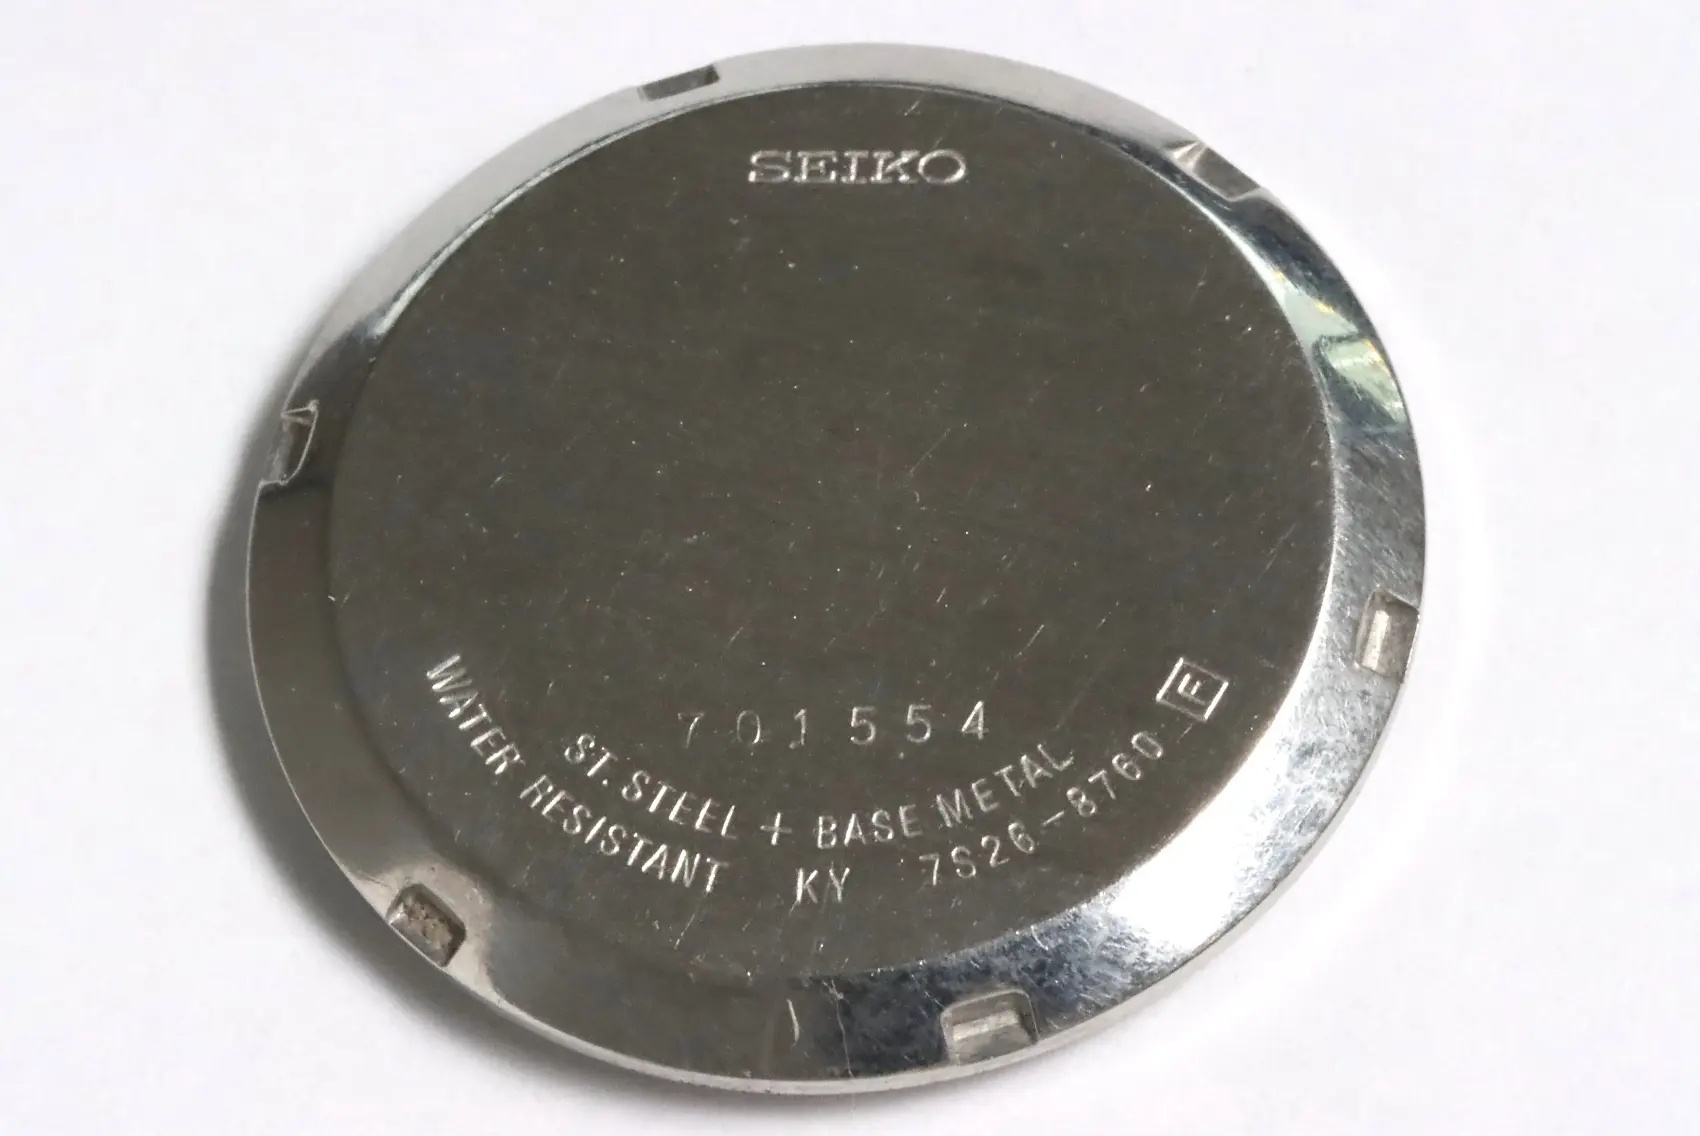 SEIKO
701554
ST. STEEL + BASE METAL
WATER RESISTANT KY 7S26-8760 F